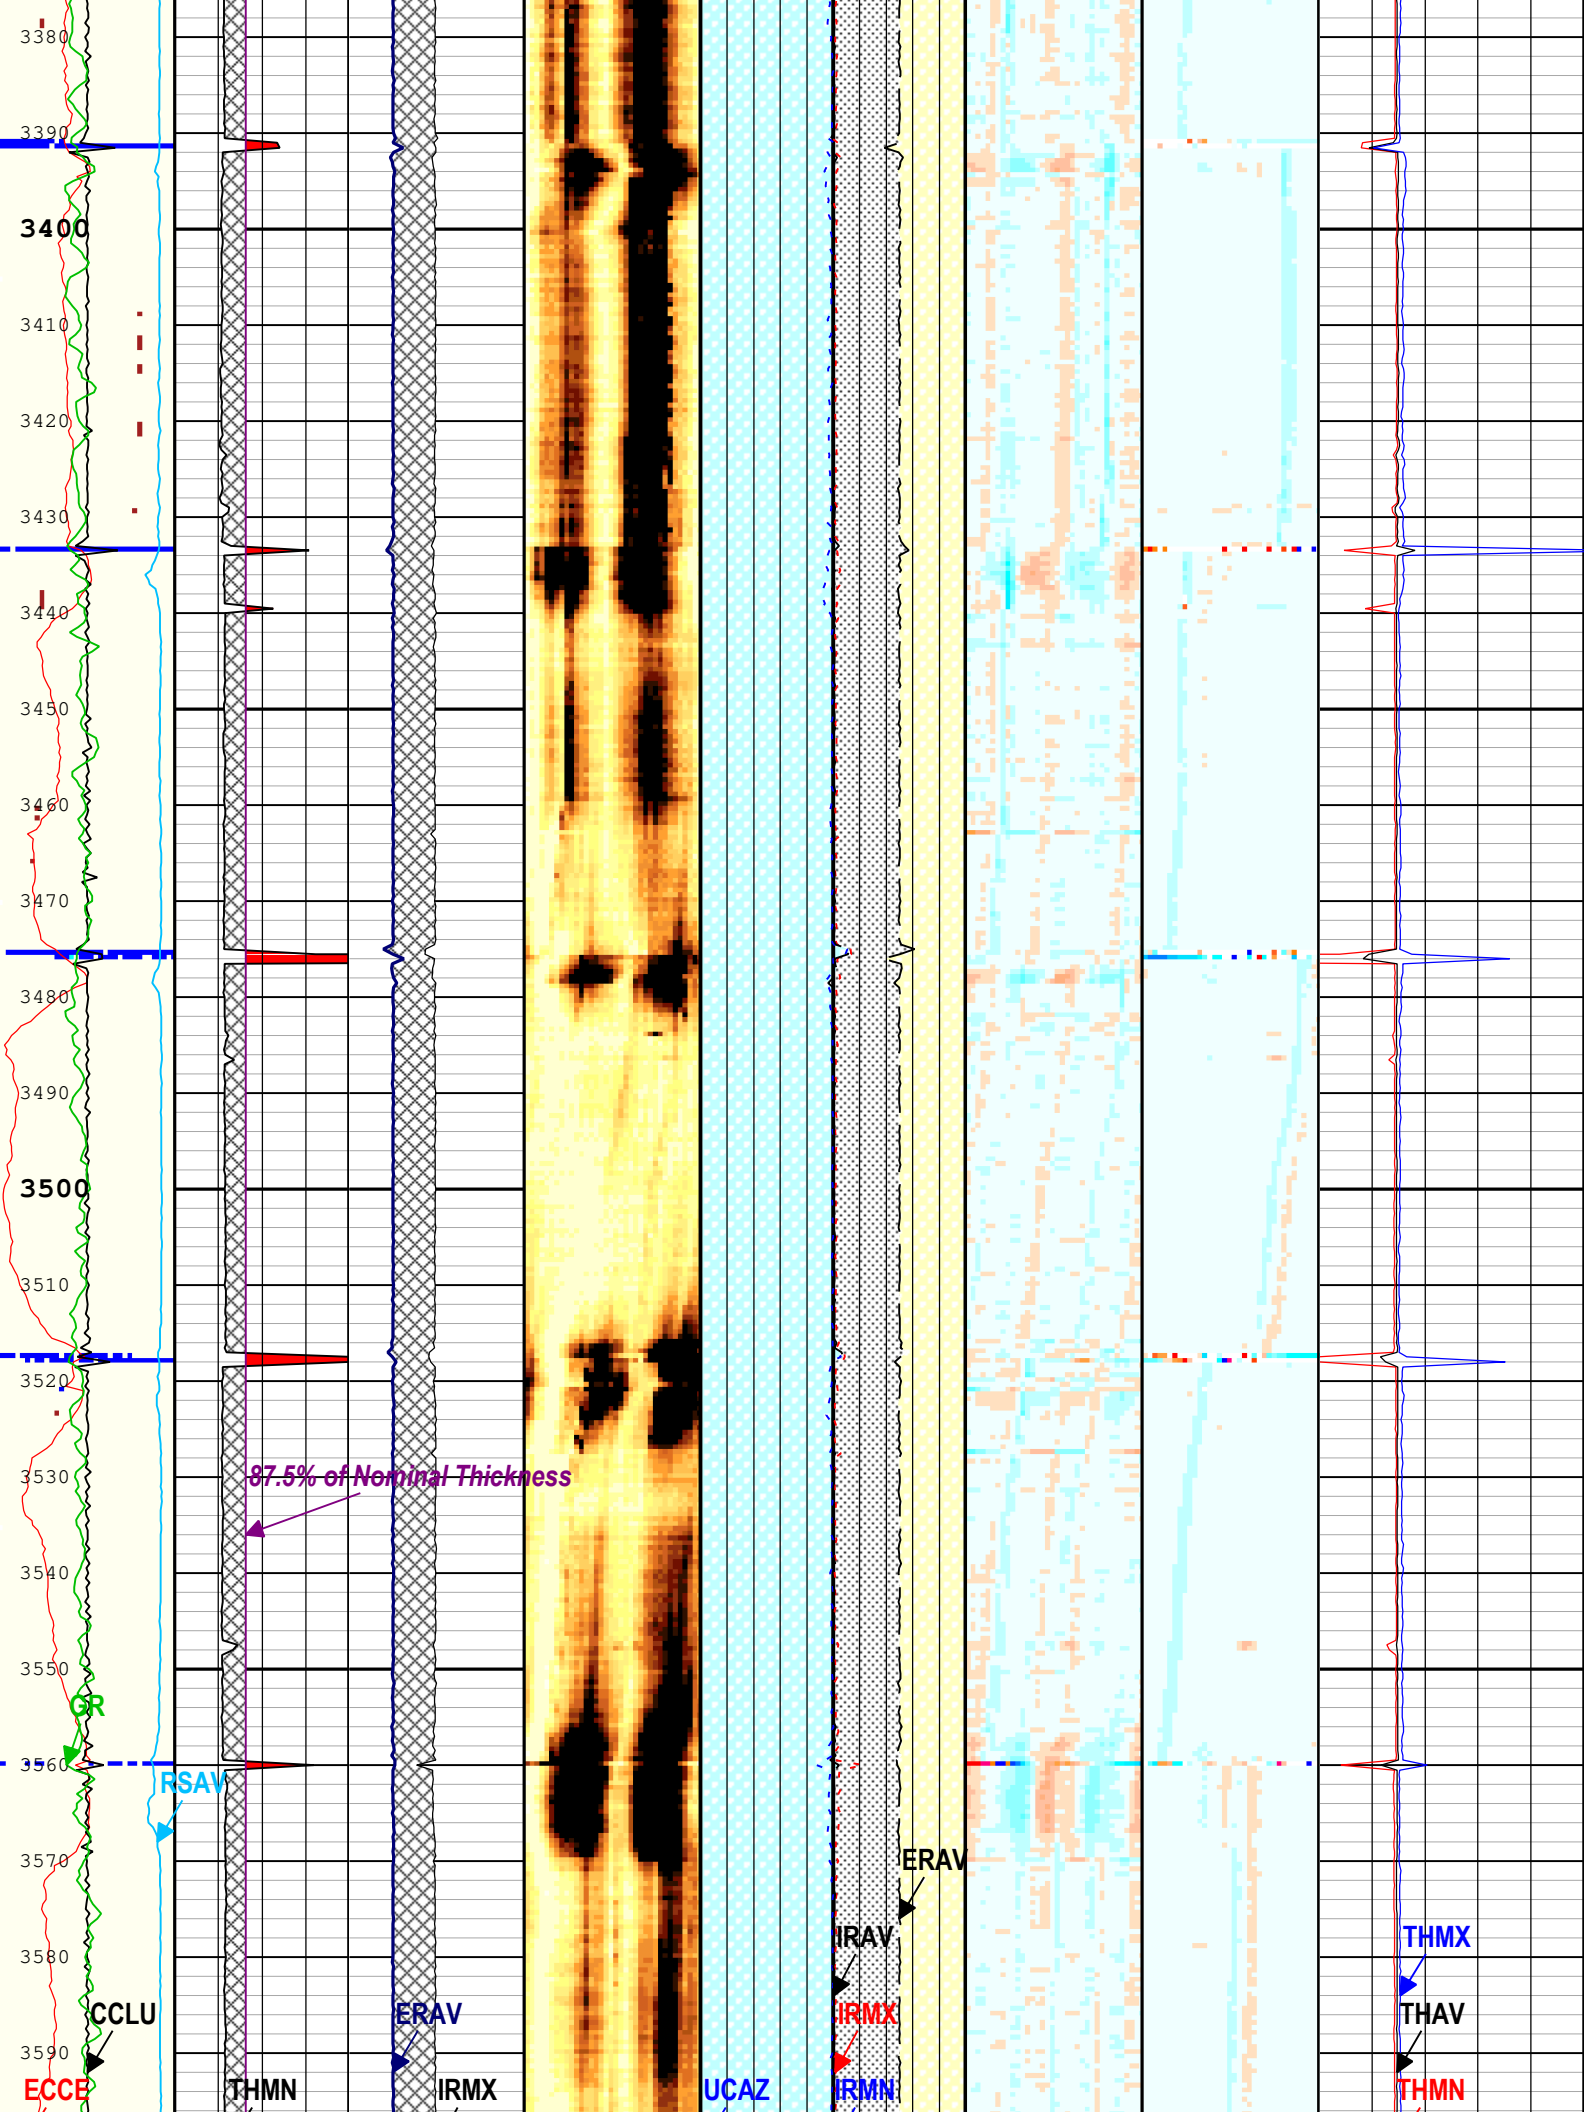 3380
3390
3400
3410
3420
3430
3440
3450
3460
3470
3480
3490
3500
3510
3520
3530
87.5% of Nominal Thickness
3540
3550
GR
3560
RSAV
3570
ERAV
IRAV
THMX
3580
CCLU
ERAV
IRMX
THAV
3590
ECCE
THMN
IRMX
UCAZ
IRMN
THMN